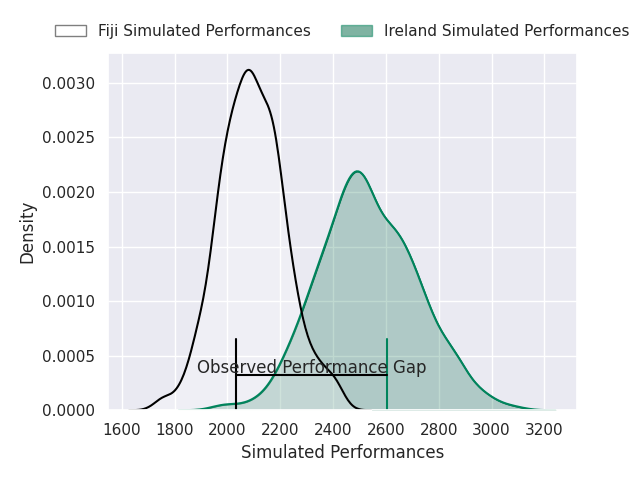 Fiji Simulated Performances
Ireland Simulated Performances
0.0030
0.0025
0.0020
0.0015
0.0010
0.0005
0.0000
Density
Observed Performance Gap
1600 1800 2000 2200 2400 2600 2800 3000 3200
Simulated Performances